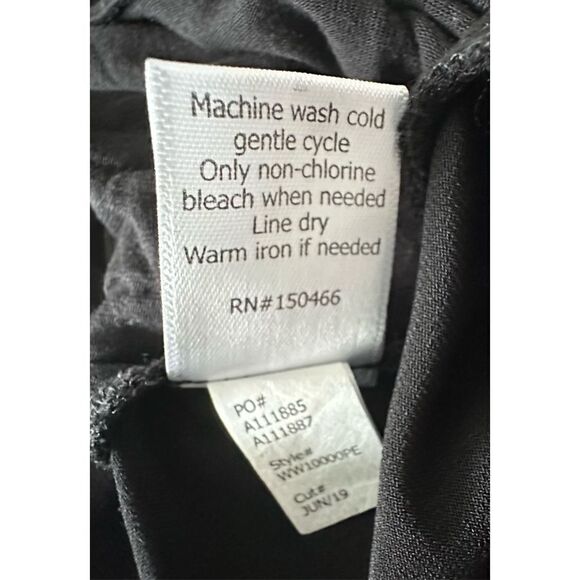 Machine wash cold
gentle cycle
Only non-chlorine
bleach when needed
Line dry
Warm iron if needed
RN#150466
PO#
A111885
A111887
Style#
WW10000PE
Cut#
JUN/19